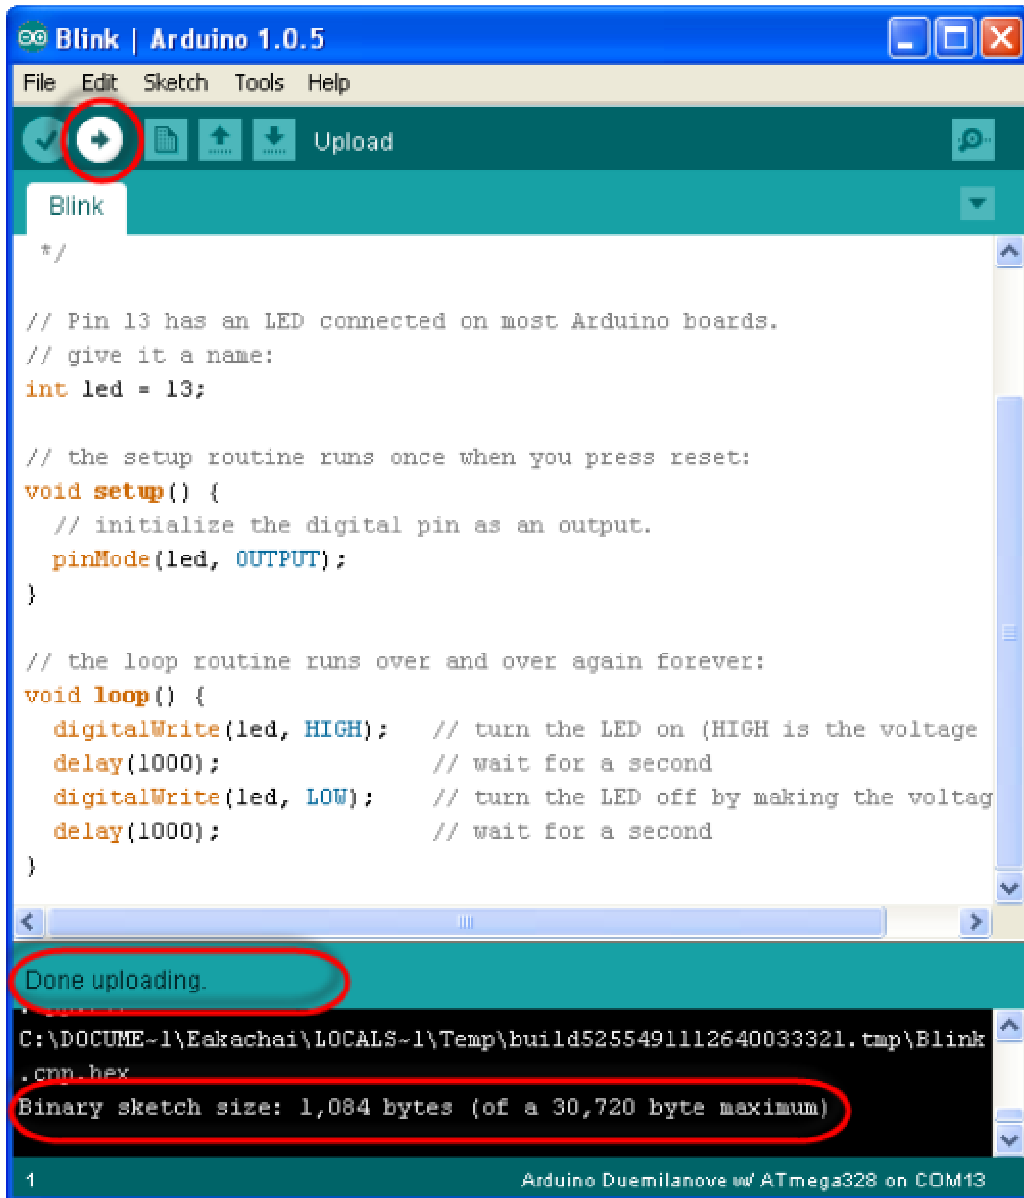 Blink | Arduino 1.0.5
File Edit Sketch Tools Help
Upload
Blink
*/
// Pin 13 has an LED connected on most Arduino boards.
// give it a name:
int led = 13;
// the setup routine runs once when you press reset:
void setup() {
// initialize the digital pin as an output.
pinMode(led, OUTPUT);
}
// the loop routine runs over and over again forever:
void loop() {
digitalWrite(led, HIGH); // turn the LED on (HIGH is the voltage
delay(1000); // wait for a second
digitalWrite(led, LOW); // turn the LED off by making the voltag
delay(1000); // wait for a second
}
Done uploading.
C:\DOCUME~1\Eakachai\LOCALS~1\Temp\build5255491112640033321.tmp\Blink
.cpp.hex
Binary sketch size: 1,084 bytes (of a 30,720 byte maximum)
1 Arduino Duemilanove w/ ATmega328 on COM13